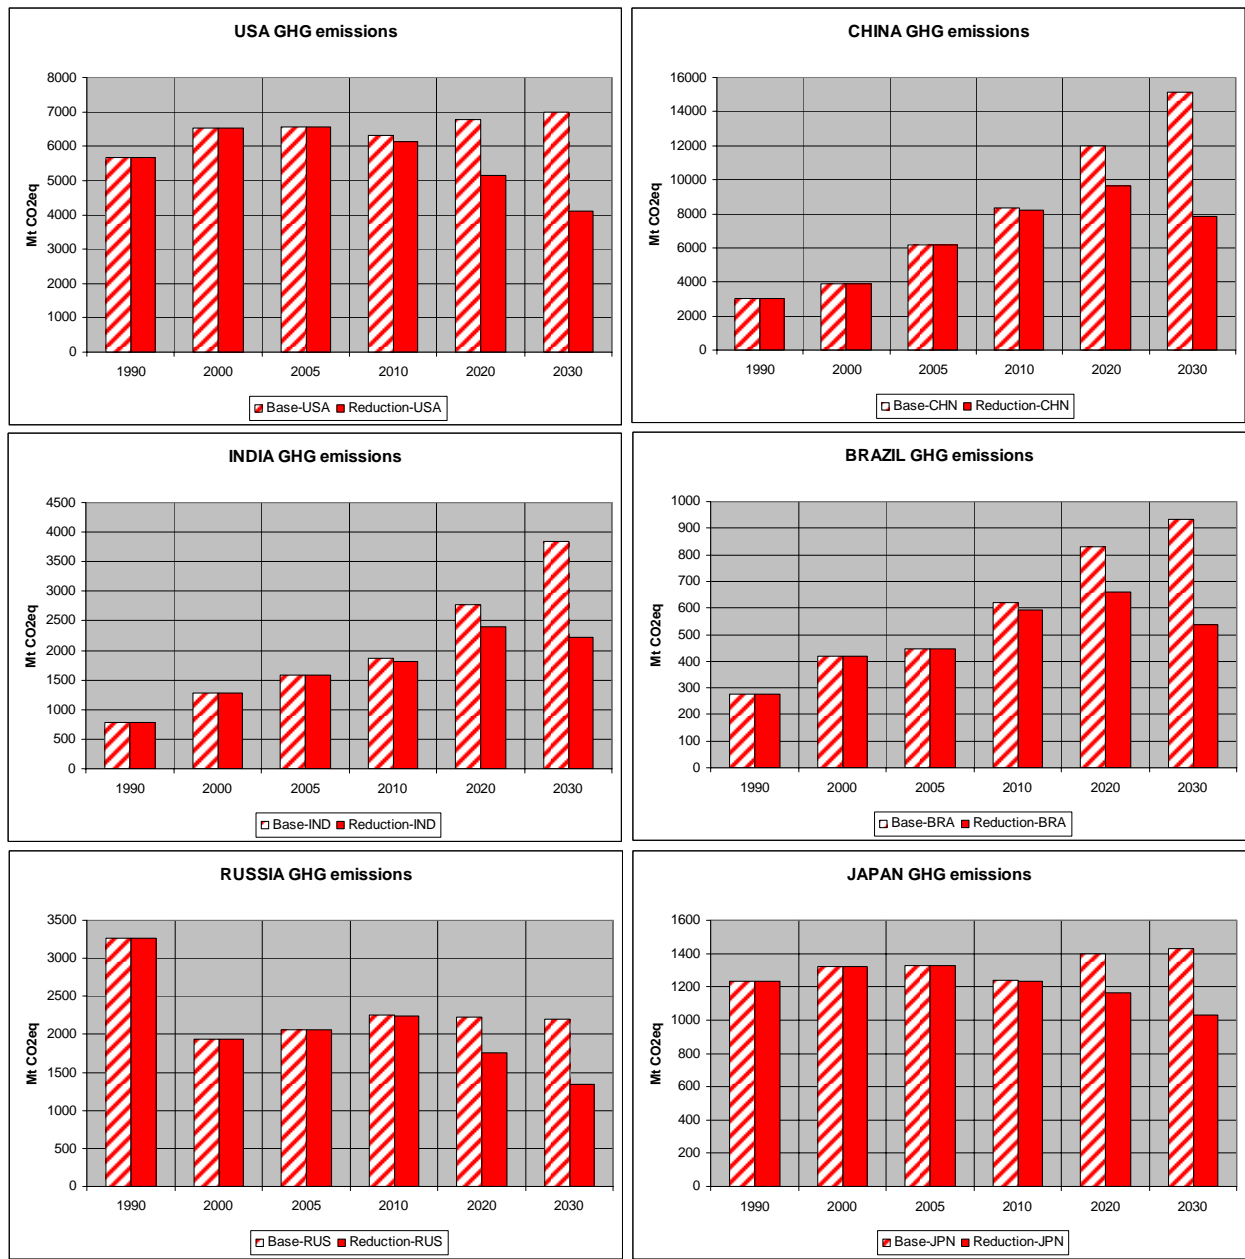 USA GHG emissions
Mt CO2eq
8000
7000
6000
5000
4000
3000
2000
1000
0
1990 2000 2005 2010 2020 2030
Base-USA Reduction-USA
CHINA GHG emissions
Mt CO2eq
16000
14000
12000
10000
8000
6000
4000
2000
0
1990 2000 2005 2010 2020 2030
Base-CHN Reduction-CHN
INDIA GHG emissions
Mt CO2eq
4500
4000
3500
3000
2500
2000
1500
1000
500
0
1990 2000 2005 2010 2020 2030
Base-IND Reduction-IND
BRAZIL GHG emissions
Mt CO2eq
1000
900
800
700
600
500
400
300
200
100
0
1990 2000 2005 2010 2020 2030
Base-BRA Reduction-BRA
RUSSIA GHG emissions
Mt CO2eq
3500
3000
2500
2000
1500
1000
500
0
1990 2000 2005 2010 2020 2030
Base-RUS Reduction-RUS
JAPAN GHG emissions
Mt CO2eq
1600
1400
1200
1000
800
600
400
200
0
1990 2000 2005 2010 2020 2030
Base-JPN Reduction-JPN